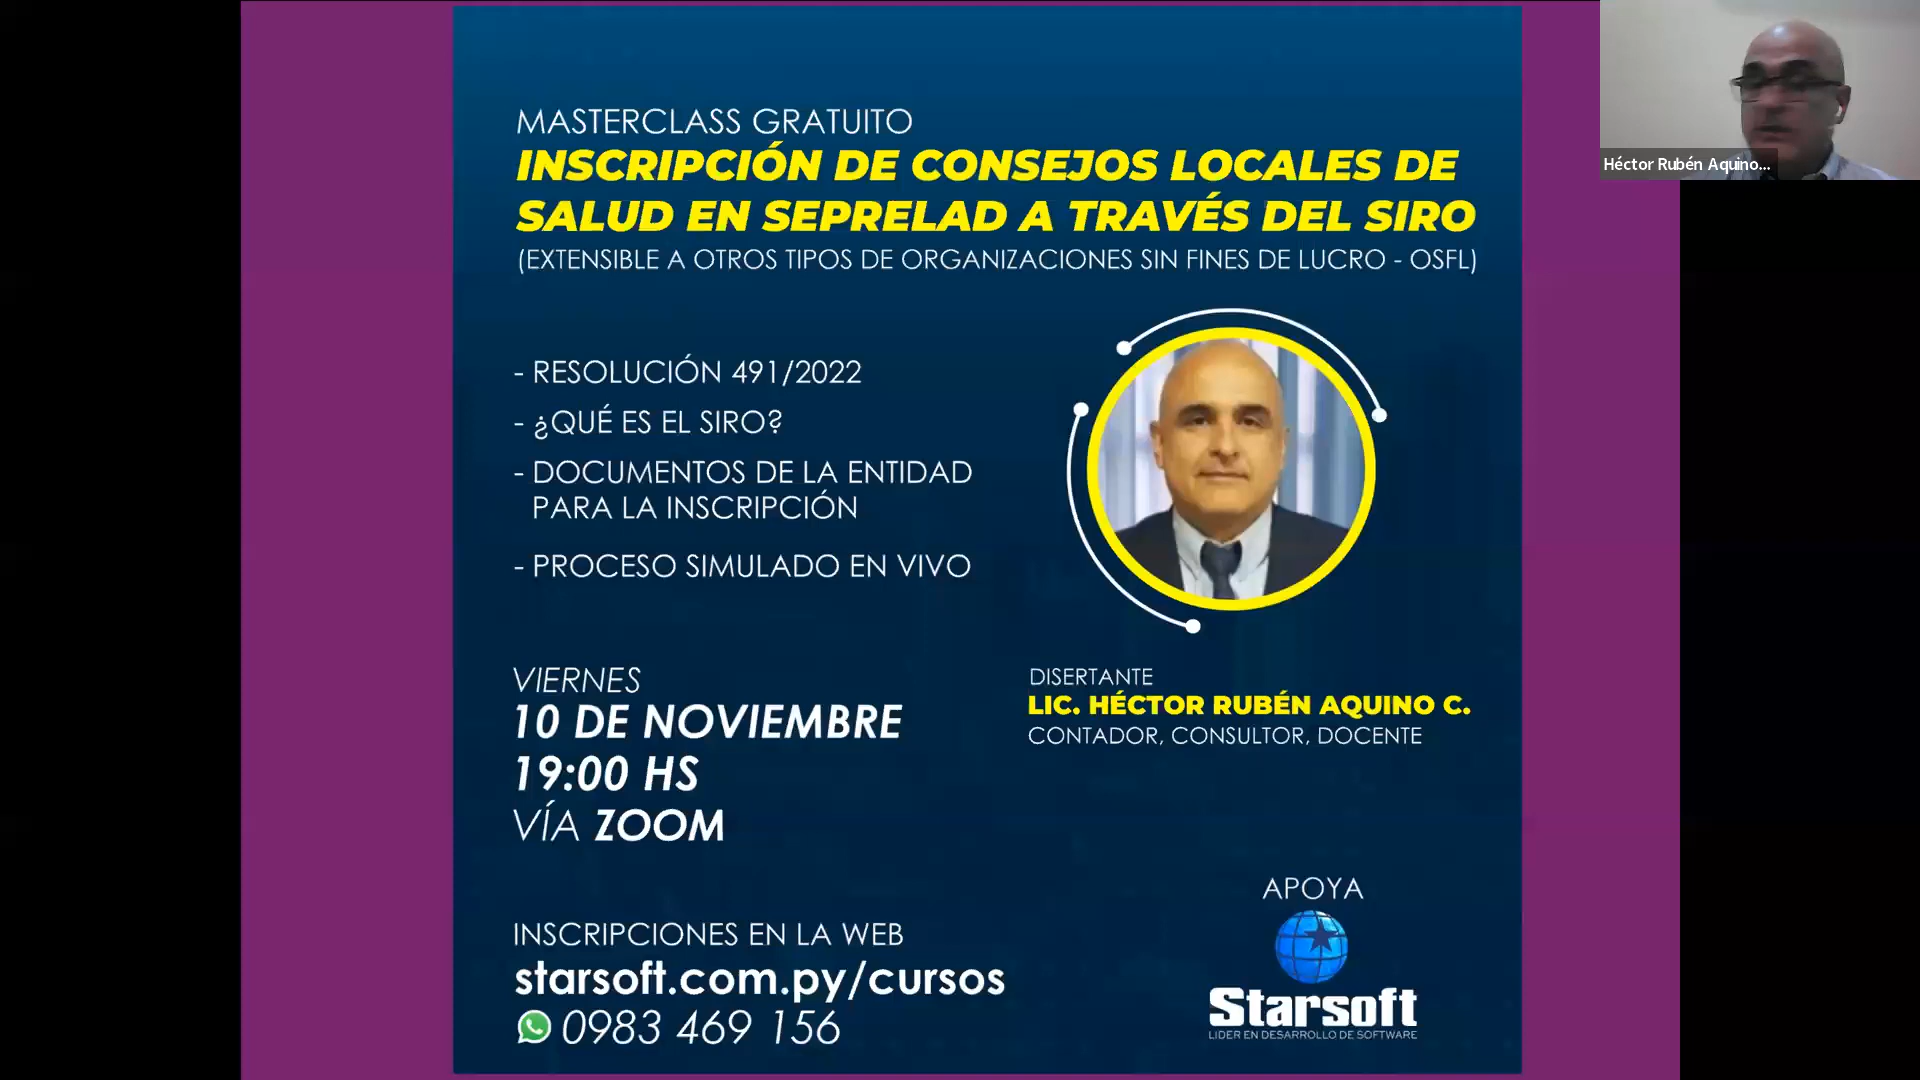 MASTERCLASS GRATUITO
INSCRIPCIÓN DE CONSEJOS LOCALES DE
SALUD EN SEPRELAD A TRAVÉS DEL SIRO
(EXTENSIBLE A OTROS TIPOS DE ORGANIZACIONES SIN FINES DE LUCRO - OSFL)
- RESOLUCIÓN 491/2022
- ¿QUÉ ES EL SIRO?
- DOCUMENTOS DE LA ENTIDAD
PARA LA INSCRIPCIÓN
- PROCESO SIMULADO EN VIVO
VIERNES
10 DE NOVIEMBRE
19:00 HS
VÍA ZOOM
DISERTANTE
LIC. HÉCTOR RUBÉN AQUINO C.
CONTADOR, CONSULTOR, DOCENTE
INSCRIPCIONES EN LA WEB
starsoft.com.py/cursos
0983 469 156
APOYA
Starsoft
LIDER EN DESARROLLO DE SOFTWARE
Héctor Rubén Aquino...